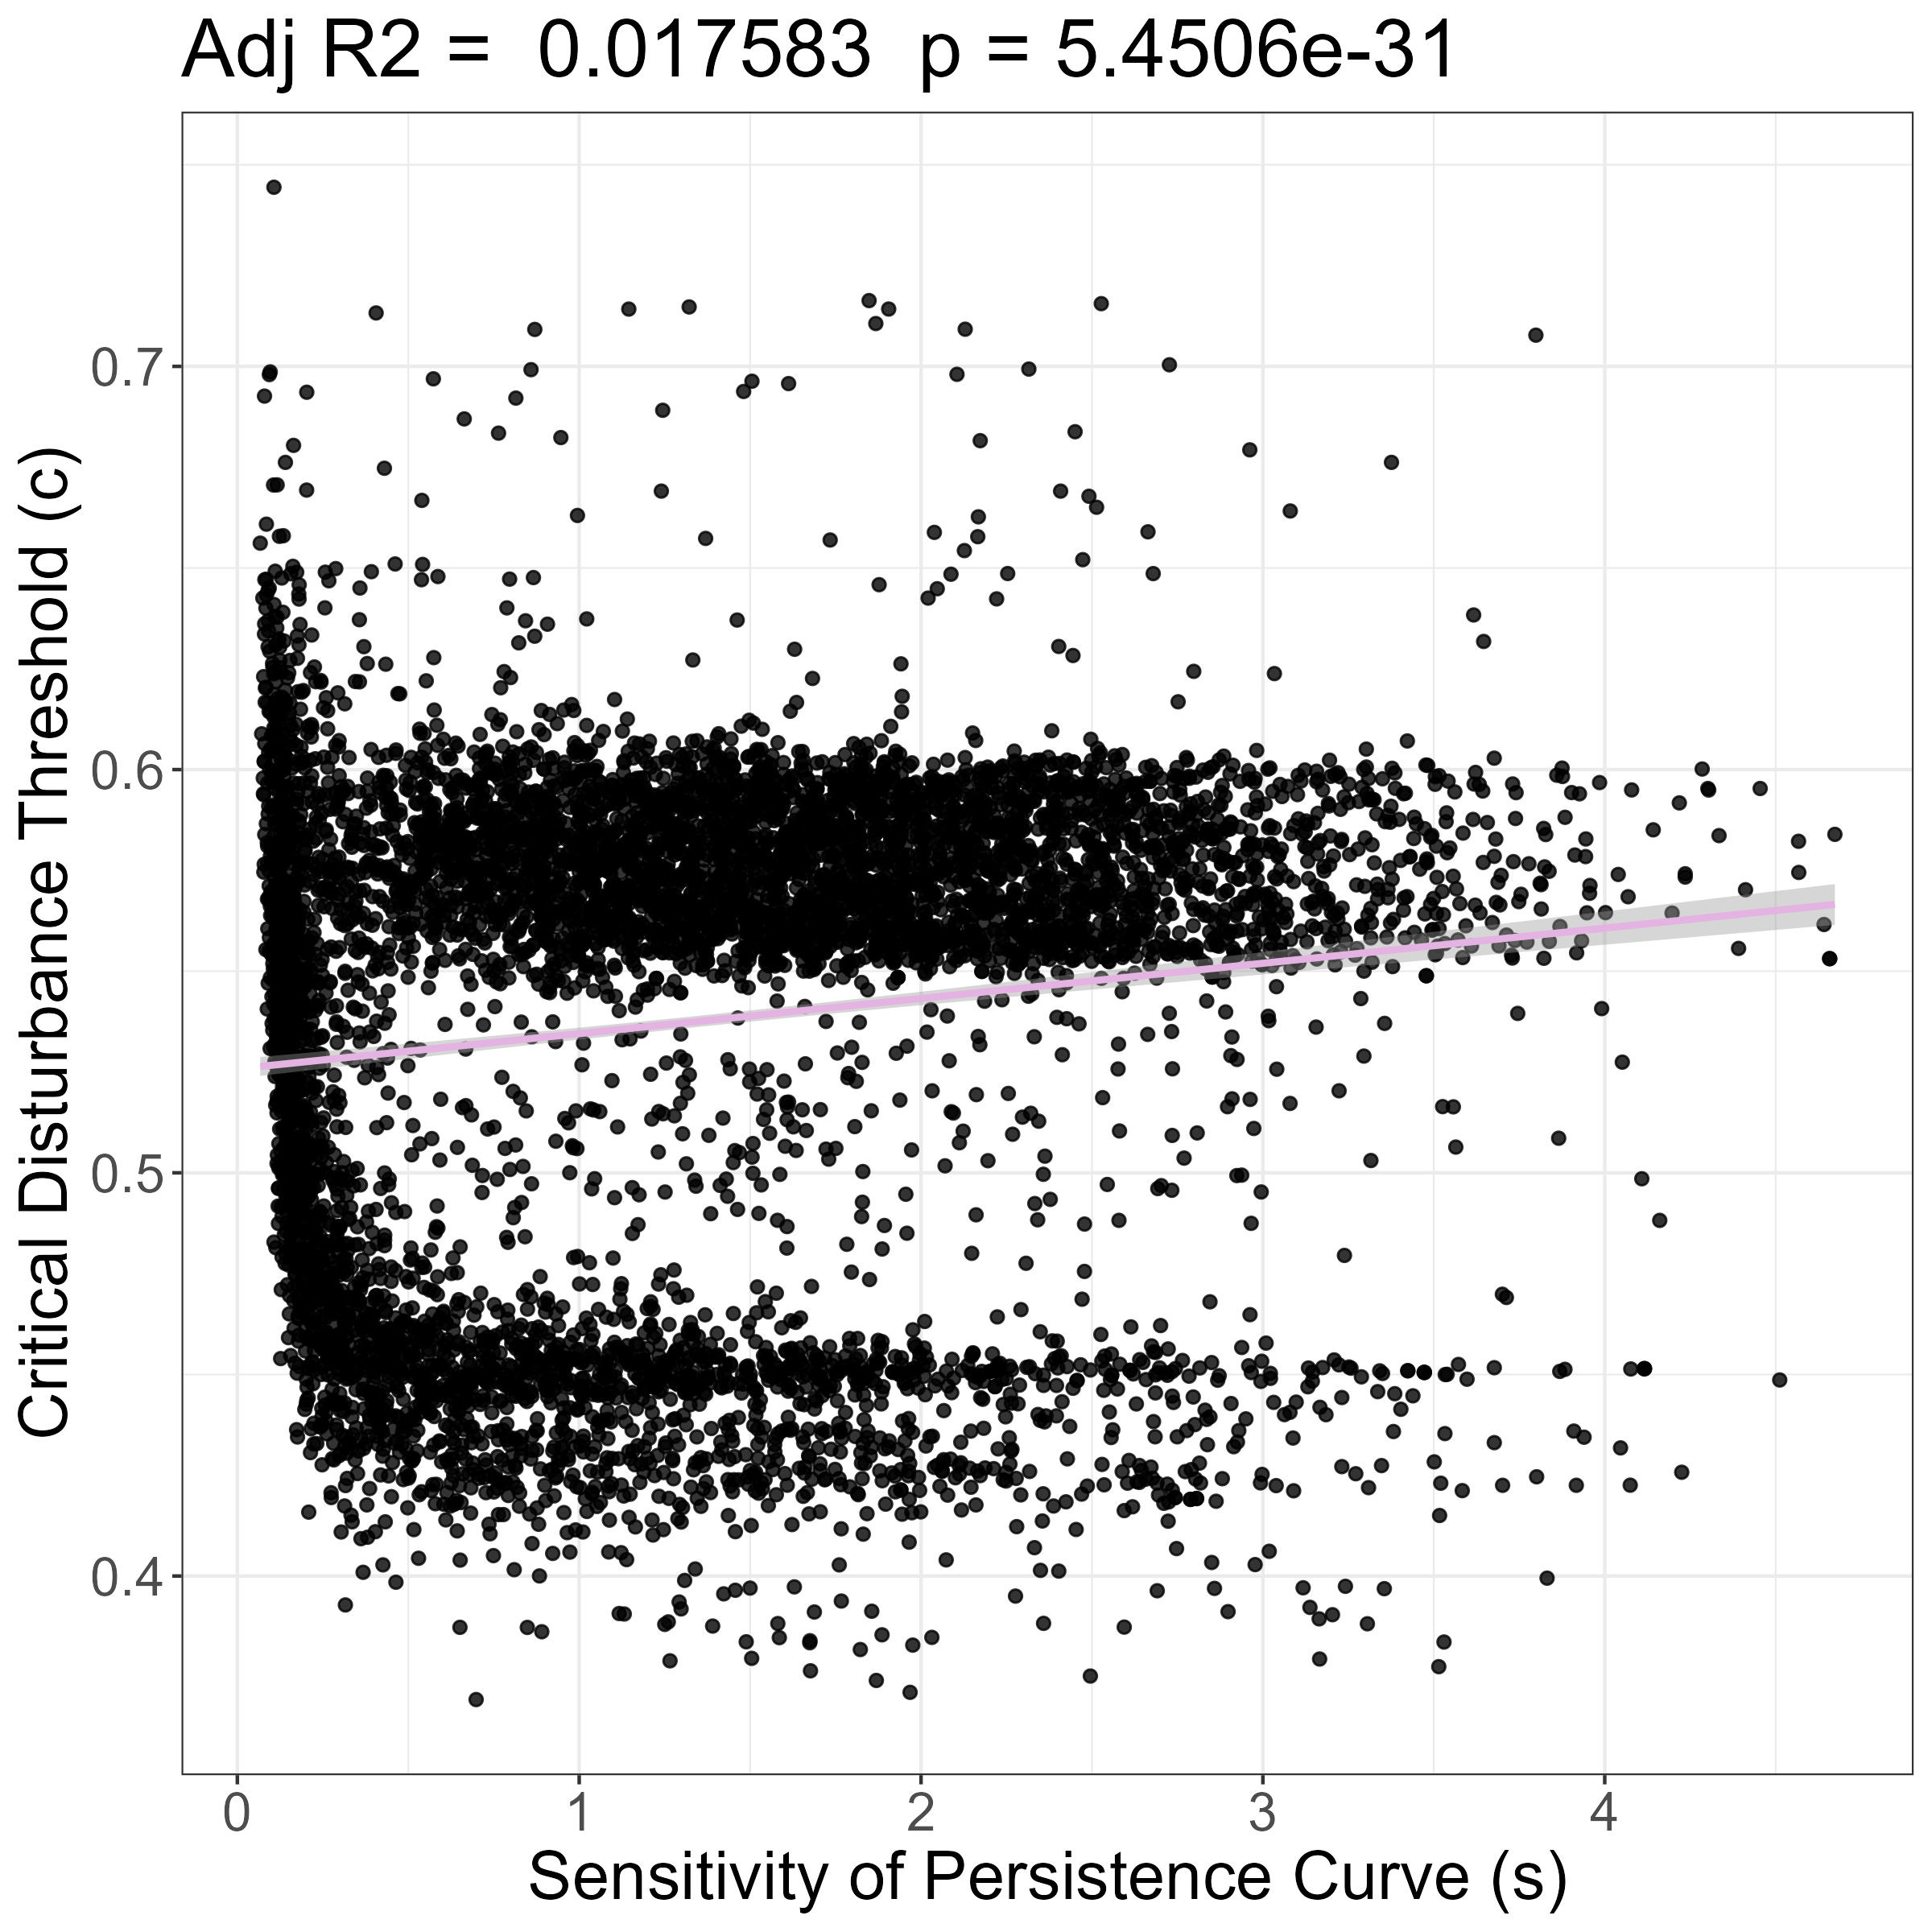 Adj R2 = 0.017583 p = 5.4506e-31
Critical Disturbance Threshold (c)
0.7
0.6
0.5
0.4
0 1 2 3 4
Sensitivity of Persistence Curve (s)